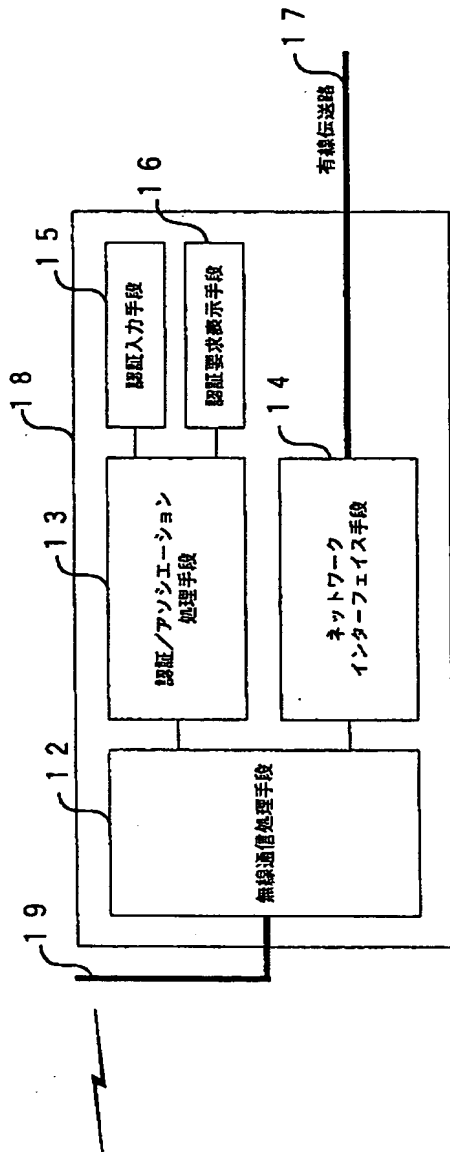 19
12
13
18
15
16
14
17
無線通信処理手段
認証/アソシエーション
処理手段
認証入力手段
認証要求表示手段
ネットワーク
インターフェイス手段
有線伝送路